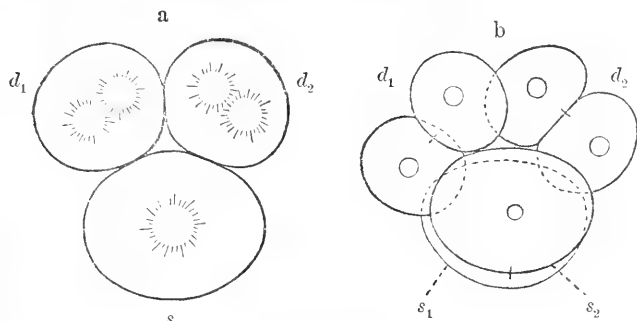 a
d₁ d₂
s
b
d₁ d₂
s₁ s₂